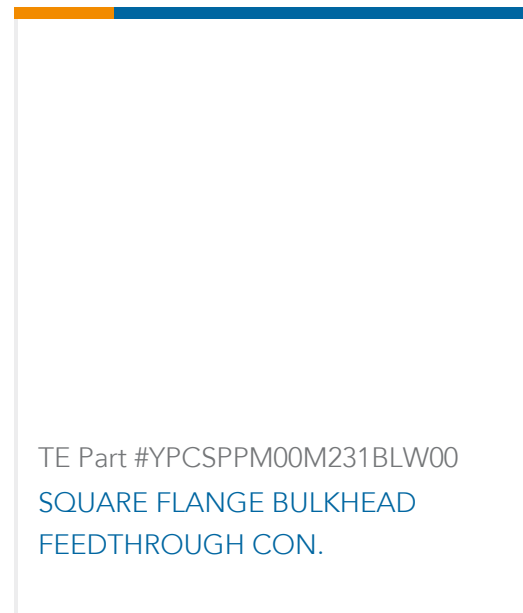 TE Part #YPCSPPM00M231BLW00
SQUARE FLANGE BULKHEAD
FEEDTHROUGH CON.